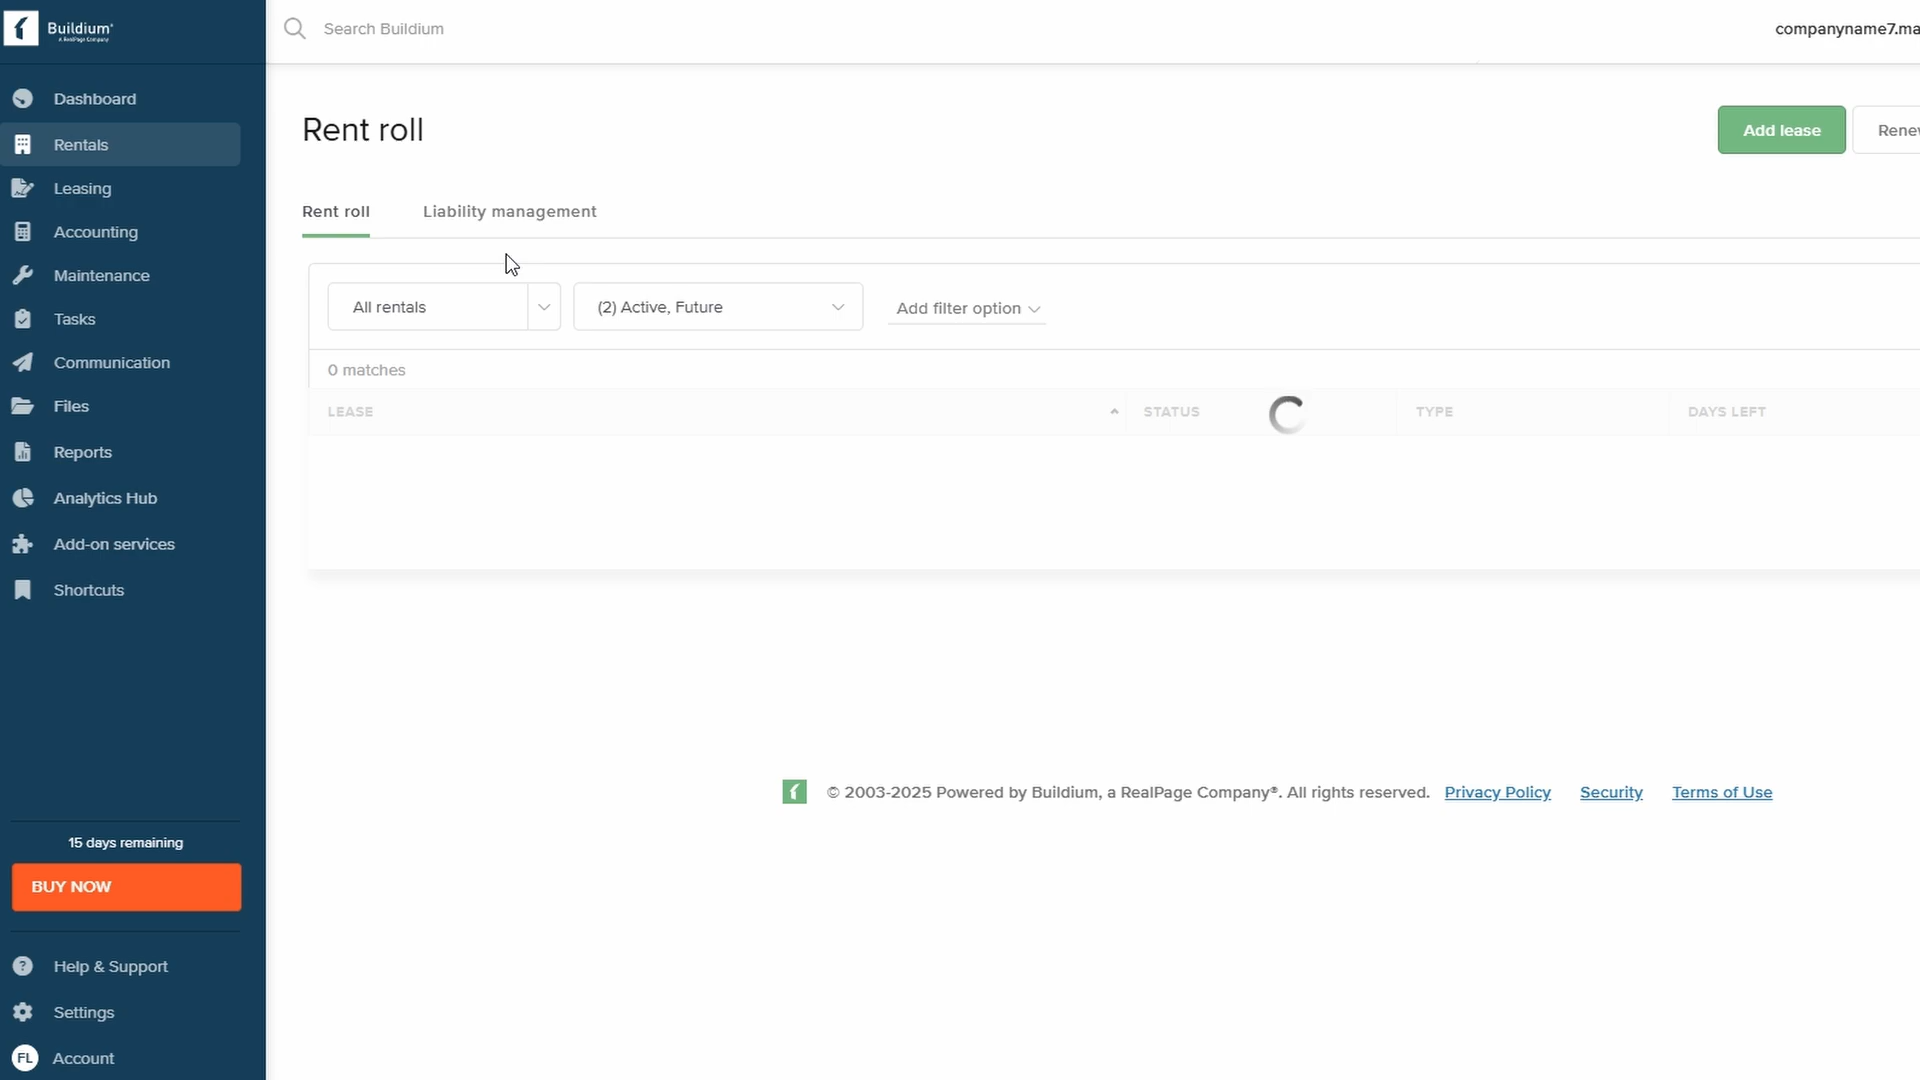 Buildium®
A RealPage Company
Search Buildium
companyname7.ma
Dashboard
Rentals
Leasing
Accounting
Maintenance
Tasks
Communication
Files
Reports
Analytics Hub
Add-on services
Shortcuts
15 days remaining
BUY NOW
Help & Support
Settings
FL Account
Rent roll
Add lease
Rene
Rent roll Liability management
All rentals (2) Active, Future Add filter option
0 matches
LEASE STATUS TYPE DAYS LEFT
© 2003-2025 Powered by Buildium, a RealPage Company®. All rights reserved. Privacy Policy Security Terms of Use